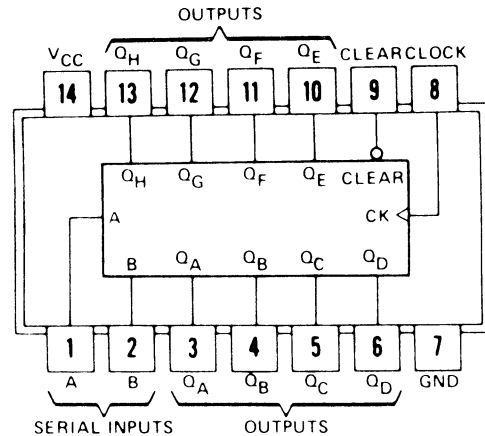 OUTPUTS
VCC QH QG QF QE CLEAR CLOCK
14 13 12 11 10 9 8
QH QG QF QE CLEAR
A CK
B QA QB QC QD
1 2 3 4 5 6 7
A B QA QB QC QD GND
SERIAL INPUTS OUTPUTS